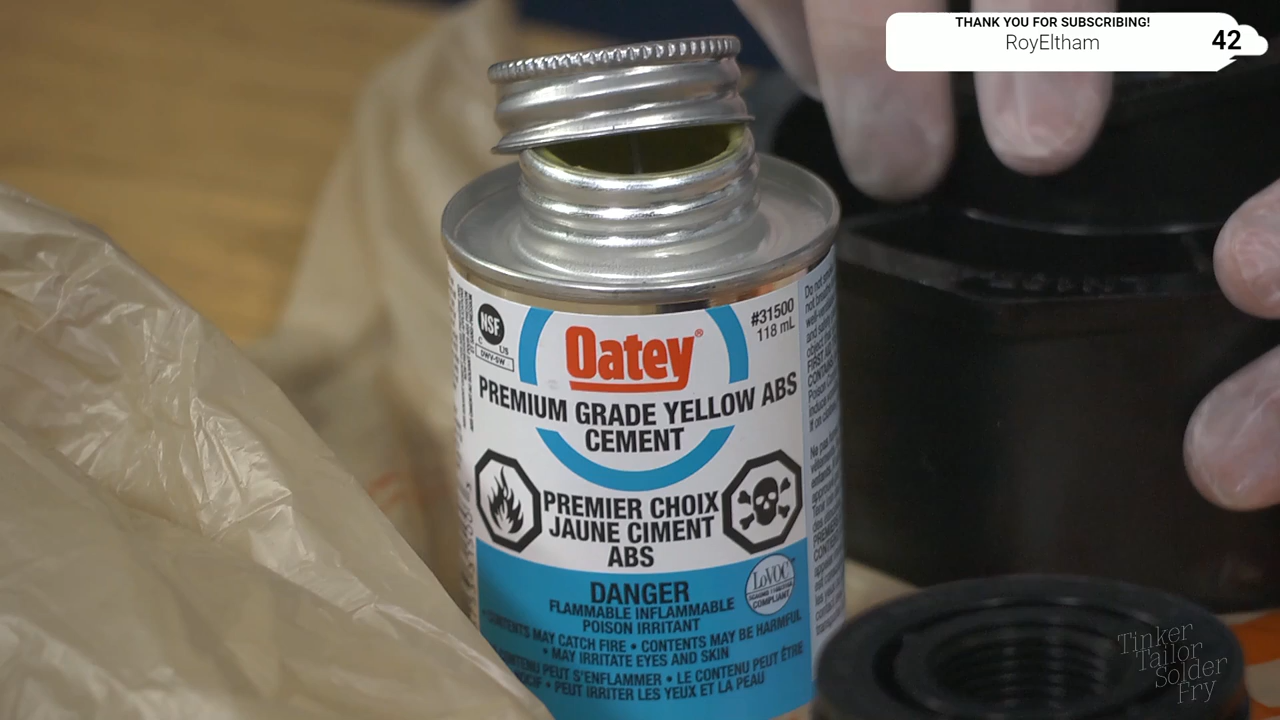 THANK YOU FOR SUBSCRIBING!
RoyEltham
42
NSF
C US
DWV-SW
Oatey®
#31500
118 mL
PREMIUM GRADE YELLOW ABS
CEMENT
PREMIER CHOIX
JAUNE CIMENT
ABS
LoVOC
COMPLIANT
DANGER
FLAMMABLE INFLAMMABLE
POISON IRRITANT
CONTENTS MAY CATCH FIRE • CONTENTS MAY BE HARMFUL
• MAY IRRITATE EYES AND SKIN
PEUT S'ENFLAMMER • LE CONTENU PEUT ÊTRE
• PEUT IRRITER LES YEUX ET LA PEAU
Tinker
Tailor
Solder
Fry